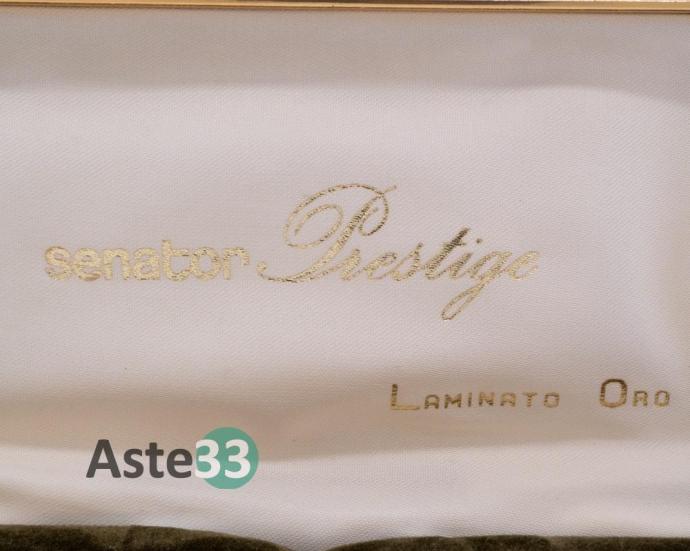 senator Prestige
LAMINATO ORO
Aste33